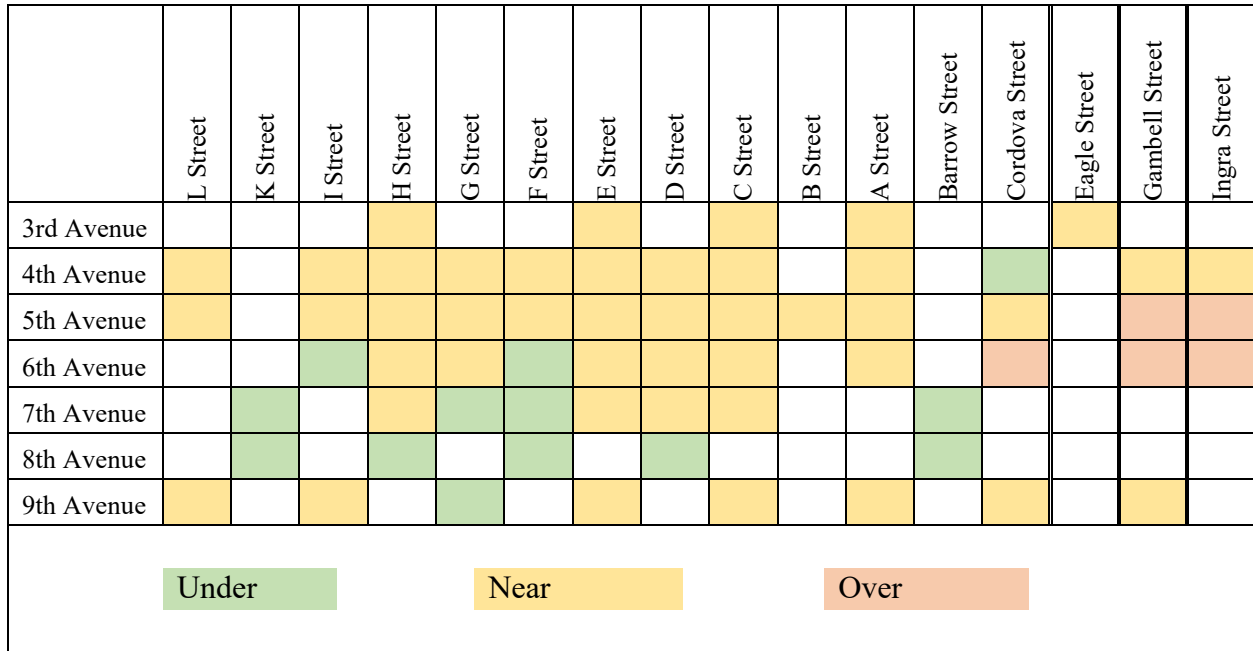 L Street
K Street
I Street
H Street
G Street
F Street
E Street
D Street
C Street
B Street
A Street
Barrow Street
Cordova Street
Eagle Street
Gambell Street
Ingra Street
3rd Avenue
4th Avenue
5th Avenue
6th Avenue
7th Avenue
8th Avenue
9th Avenue
Under
Near
Over